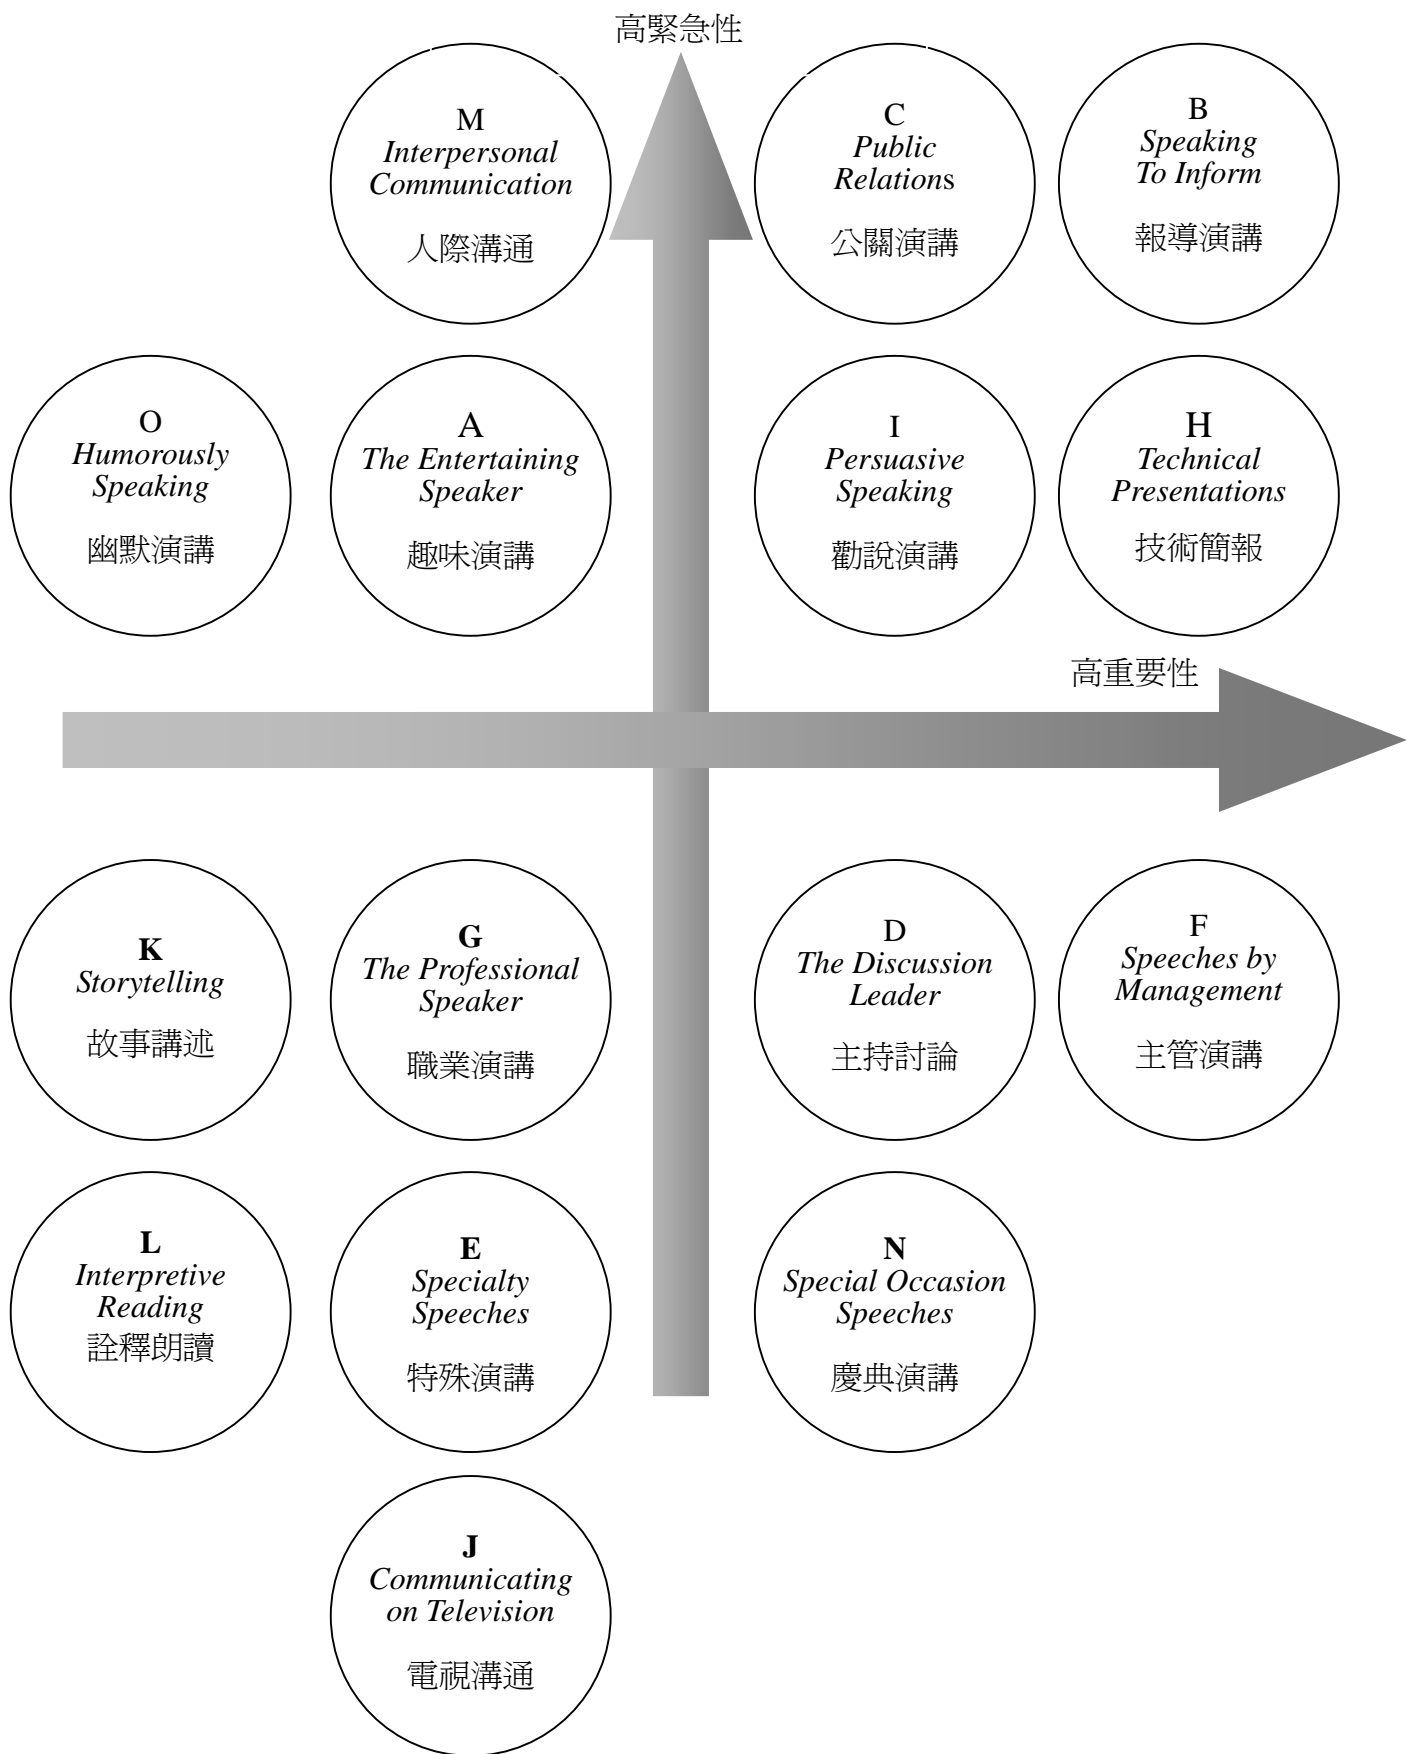 高緊急性
M
Interpersonal
Communication
人際溝通
C
Public
Relations
公關演講
B
Speaking
To Inform
報導演講
O
Humorously
Speaking
幽默演講
A
The Entertaining
Speaker
趣味演講
I
Persuasive
Speaking
勸說演講
H
Technical
Presentations
技術簡報
高重要性
K
Storytelling
故事講述
G
The Professional
Speaker
職業演講
D
The Discussion
Leader
主持討論
F
Speeches by
Management
主管演講
L
Interpretive
Reading
詮釋朗讀
E
Specialty
Speeches
特殊演講
N
Special Occasion
Speeches
慶典演講
J
Communicating
on Television
電視溝通